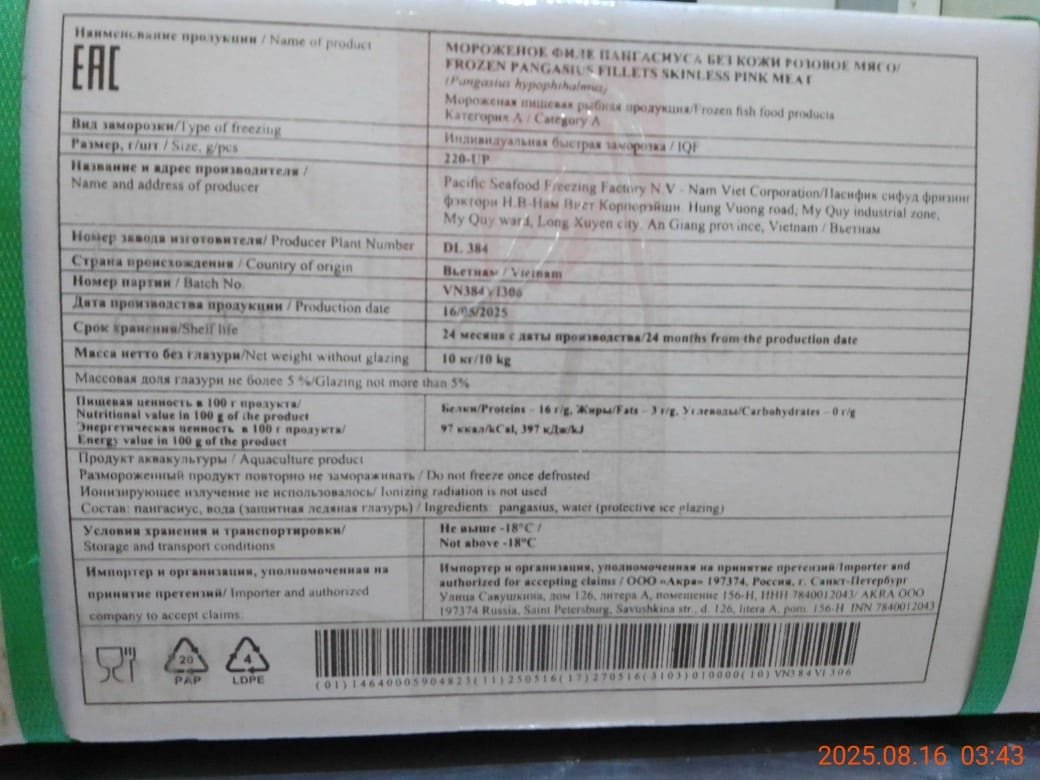 Наименование продукции / Name of product
EAC
МОРОЖЕНОЕ ФИЛЕ ПАНГАСИУСА БЕЗ КОЖИ РОЗОВОЕ МЯСО/
FROZEN PANGASIUS FILLETS SKINLESS PINK MEAT
(Pangasius hypophthalmus)
Мороженая пищевая рыбная продукция/Frozen fish food products
Категория А / Category A
Вид заморозки/Type of freezing
Индивидуальная быстрая заморозка / IQF
Размер, г/шт / Size, g/pcs
220-UP
Название и адрес производителя /
Name and address of producer
Pacific Seafood Freezing Factory N.V - Nam Viet Corporation/Пасифик сифуд фризинг
фэктори Н.В-Нам Вьет Корпорэйшн. Hung Vuong road, My Quy industrial zone,
My Quy ward, Long Xuyen city. An Giang province, Vietnam / Вьетнам
Номер завода изготовителя/ Producer Plant Number
DL 384
Страна происхождения / Country of origin
Вьетнам / Vietnam
Номер партии / Batch No.
VN384VI306
Дата производства продукции / Production date
16/05/2025
Срок хранения/Shelf life
24 месяца с даты производства/24 months from the production date
Масса нетто без глазури/Net weight without glazing
10 кг/10 kg
Массовая доля глазури не более 5 %/Glazing not more than 5%
Пищевая ценность в 100 г продукта/
Nutritional value in 100 g of the product
Энергетическая ценность в 100 г продукта/
Energy value in 100 g of the product
Белки/Proteins – 16 г/g, Жиры/Fats – 3 г/g, Углеводы/Carbohydrates – 0 г/g
97 ккал/kCal, 397 кДж/kJ
Продукт аквакультуры / Aquaculture product
Размороженный продукт повторно не замораживать / Do not freeze once defrosted
Ионизирующее излучение не использовалось/ Ionizing radiation is not used
Состав: пангасиус, вода (защитная ледяная глазурь) / Ingredients: pangasius, water (protective ice glazing)
Условия хранения и транспортировки/
Storage and transport conditions
Не выше -18°C /
Not above -18°C
Импортер и организация, уполномоченная на
принятие претензий/ Importer and authorized
company to accept claims:
Импортер и организация, уполномоченная на принятие претензий/Importer and
authorized for accepting claims / ООО «Акра» 197374, Россия, г. Санкт-Петербург
Улица Савушкина, дом 126, литера А, помещение 156-Н, ИНН 7840012043/ AKRA OOO
197374 Russia, Saint Petersburg, Savushkina str., d. 126, litera A, pom. 156-H INN 7840012043
20
PAP
4
LDPE
(01)14640005904823(11)250516(17)270516(3103)010000(10)VN384VI306
2025.08.16 03:43